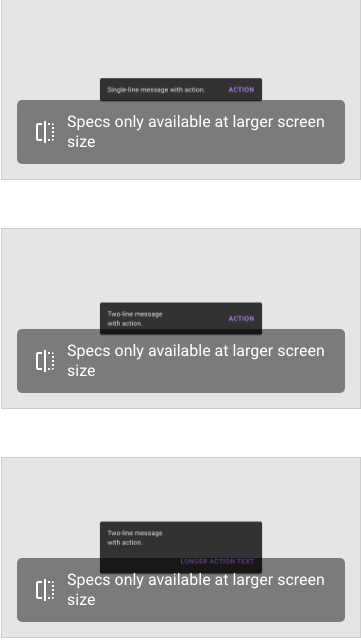 Single-line message with action. ACTION
Specs only available at larger screen
size
Two-line message
with action.
ACTION
Specs only available at larger screen
size
Two-line message
with action.
LONGER ACTION TEXT
Specs only available at larger screen
size